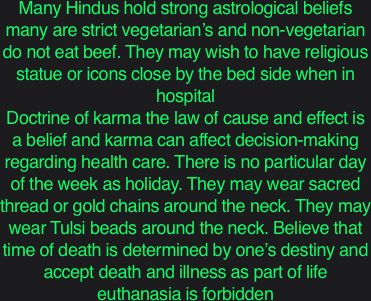 Many Hindus hold strong astrological beliefs
many are strict vegetarian’s and non-vegetarian
do not eat beef. They may wish to have religious
statue or icons close by the bed side when in
hospital
Doctrine of karma the law of cause and effect is
a belief and karma can affect decision-making
regarding health care. There is no particular day
of the week as holiday. They may wear sacred
thread or gold chains around the neck. They may
wear Tulsi beads around the neck. Believe that
time of death is determined by one’s destiny and
accept death and illness as part of life
euthanasia is forbidden